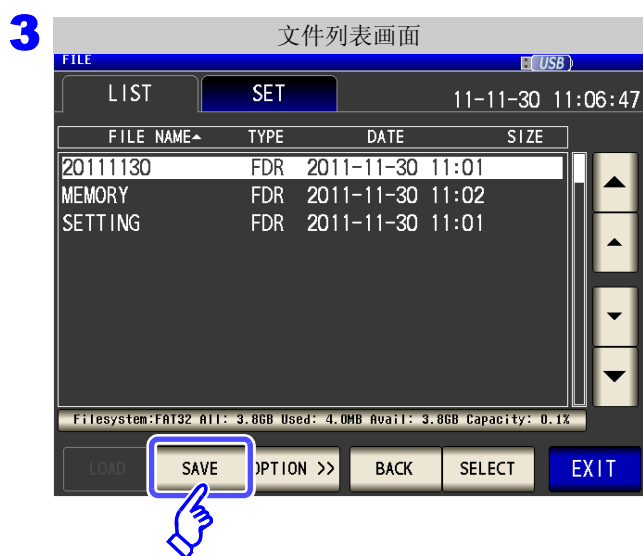 3
文件列表画面
FILE USB
LIST SET 11-11-30 11:06:47
FILE NAME TYPE DATE SIZE
20111130 FDR 2011-11-30 11:01
MEMORY FDR 2011-11-30 11:02
SETTING FDR 2011-11-30 11:01
Filesystem:FAT32 All: 3.8GB Used: 4.0MB Avail: 3.8GB Capacity: 0.1%
LOAD SAVE OPTION >> BACK SELECT EXIT